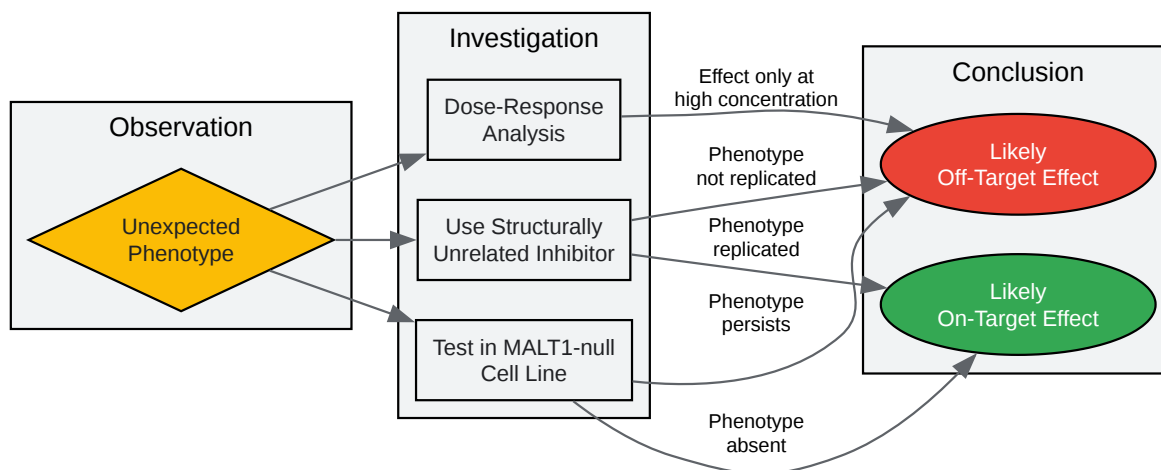 Observation
Unexpected
Phenotype
Investigation
Dose-Response
Analysis
Use Structurally
Unrelated Inhibitor
Test in MALT1-null
Cell Line
Effect only at
high concentration
Phenotype
not replicated
Phenotype
replicated
Phenotype
persists
Phenotype
absent
Conclusion
Likely
Off-Target Effect
Likely
On-Target Effect